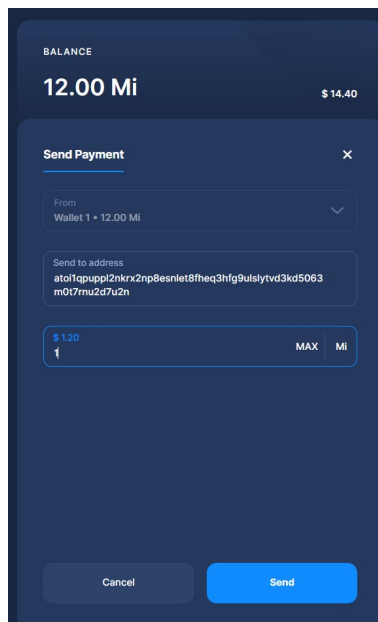 BALANCE
12.00 Mi
$ 14.40
Send Payment
×
From
Wallet 1 • 12.00 Mi
Send to address
atoi1qpuppl2nkrx2np8esnlet8fheq3hfg9ulslytvd3kd5063
m0t7rnu2d7u2n
$ 1.20
1
MAX
Mi
Cancel
Send